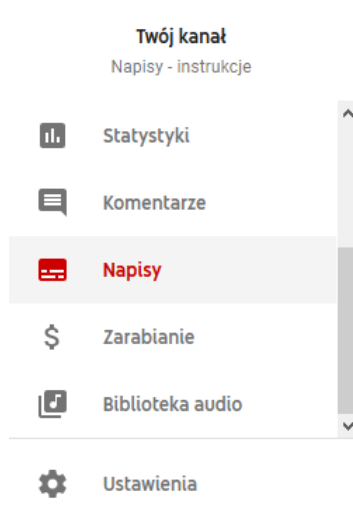 Twój kanał
Napisy - instrukcje
Statystyki
Komentarze
Napisy
Zarabianie
Biblioteka audio
Ustawienia